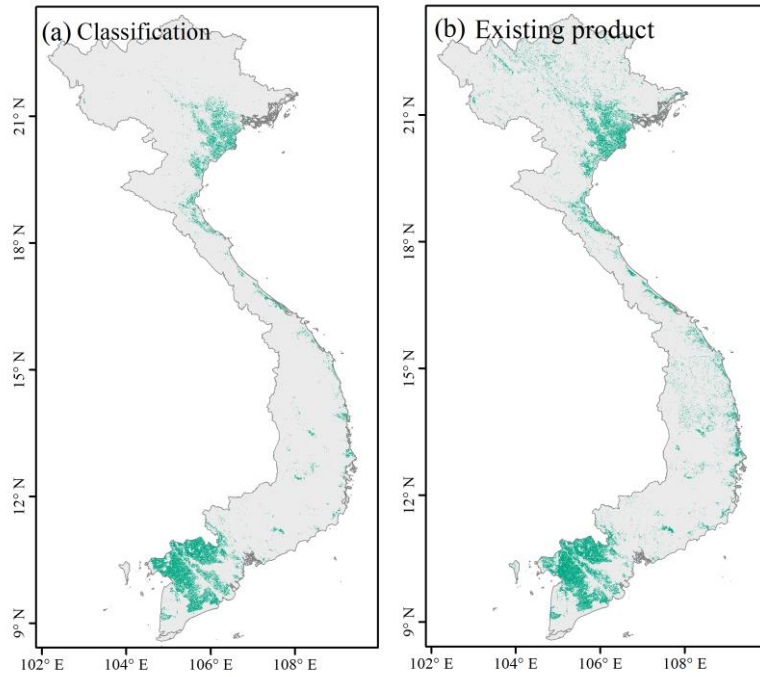 (a) Classification
21° N
18° N
15° N
12° N
9° N
102° E 104° E 106° E 108° E
(b) Existing product
21° N
18° N
15° N
12° N
9° N
102° E 104° E 106° E 108° E